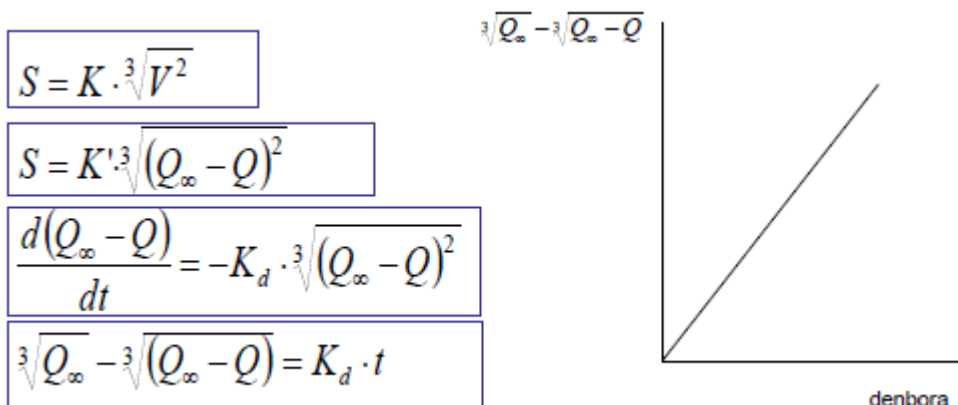 S = K · ∛V²
S = K'·∛(Q∞ − Q)²
d(Q∞ − Q)/dt = −K_d · ∛(Q∞ − Q)²
∛Q∞ − ∛(Q∞ − Q) = K_d · t
∛Q∞ − ∛Q∞ − Q
denbora